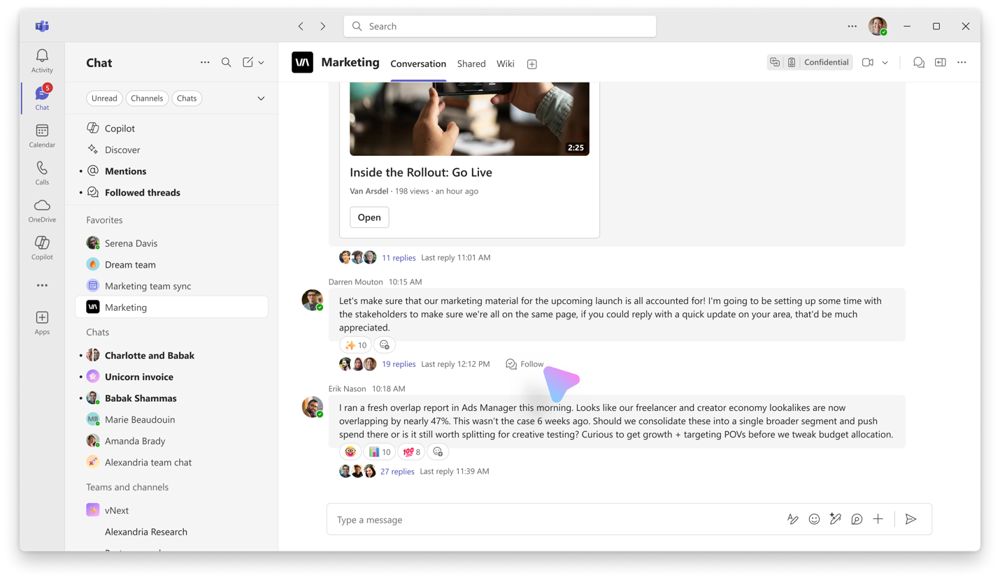 Search
Activity
5
Chat
Calendar
Calls
OneDrive
Copilot
Apps
Chat
Unread
Channels
Chats
Copilot
Discover
Mentions
Followed threads
Favorites
Serena Davis
Dream team
Marketing team sync
Marketing
Chats
Charlotte and Babak
Unicorn invoice
Babak Shammas
MB Marie Beaudouin
Amanda Brady
Alexandria team chat
Teams and channels
vNext
Alexandria Research
VA Marketing Conversation Shared Wiki
Confidential
2:25
Inside the Rollout: Go Live
Van Arsdel · 198 views · an hour ago
Open
11 replies Last reply 11:01 AM
Darren Mouton 10:15 AM
Let's make sure that our marketing material for the upcoming launch is all accounted for! I'm going to be setting up some time with
the stakeholders to make sure we're all on the same page, if you could reply with a quick update on your area, that'd be much
appreciated.
10
19 replies Last reply 12:12 PM Follow
Erik Nason 10:18 AM
I ran a fresh overlap report in Ads Manager this morning. Looks like our freelancer and creator economy lookalikes are now
overlapping by nearly 47%. This wasn't the case 6 weeks ago. Should we consolidate these into a single broader segment and push
spend there or is it still worth splitting for creative testing? Curious to get growth + targeting POVs before we tweak budget allocation.
10 100 8
27 replies Last reply 11:39 AM
Type a message